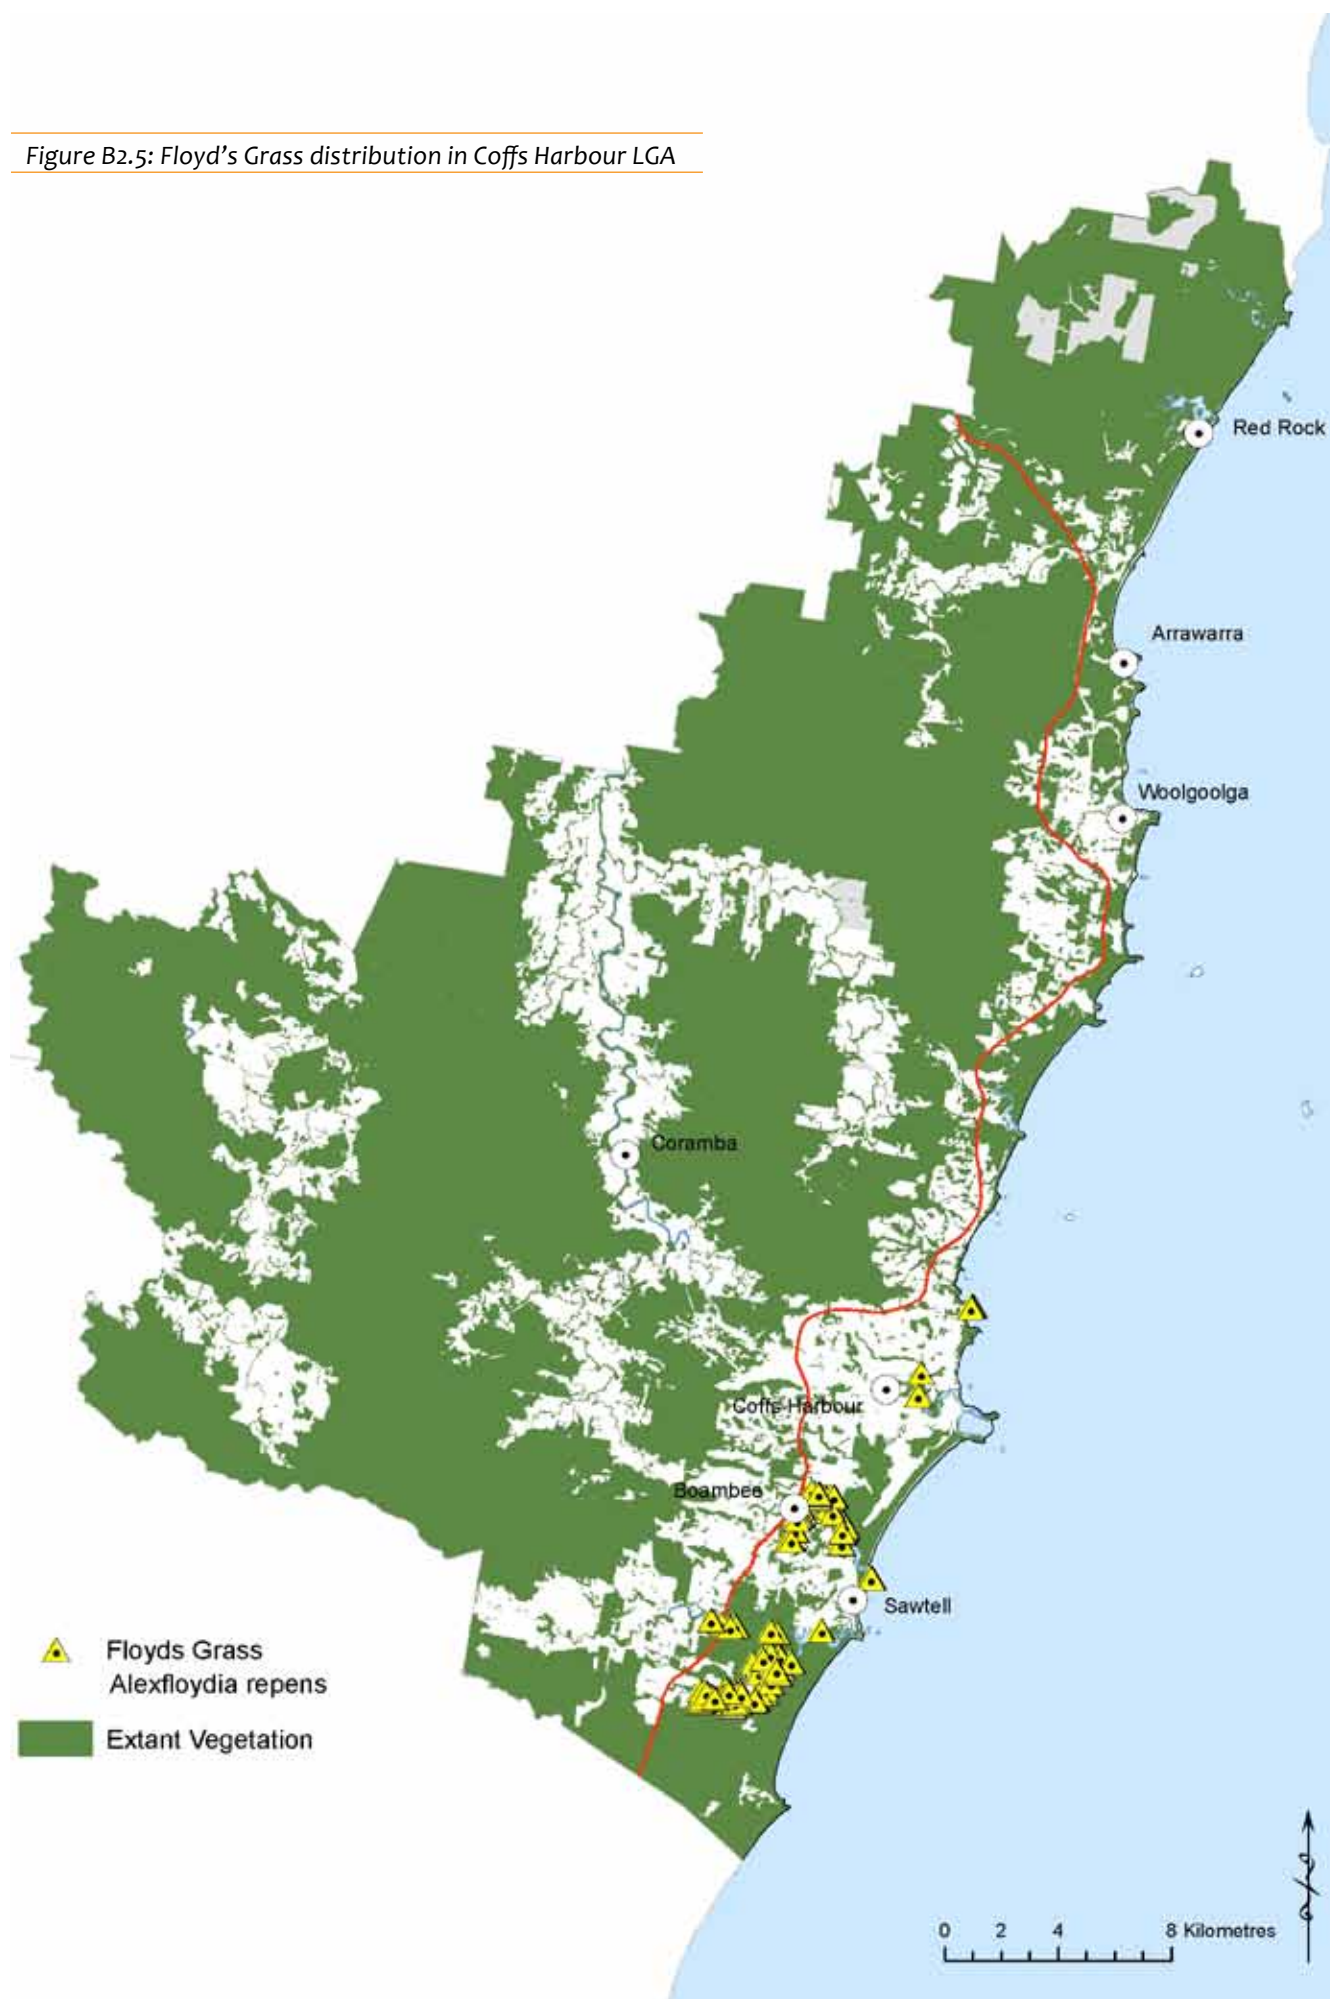 Figure B2.5: Floyd's Grass distribution in Coffs Harbour LGA
Red Rock
Arrawarra
Woolgoolga
Coramba
Coffs Harbour
Boambee
Sawtell
Floyds Grass
Alexfloydia repens
Extant Vegetation
0 2 4 8 Kilometres